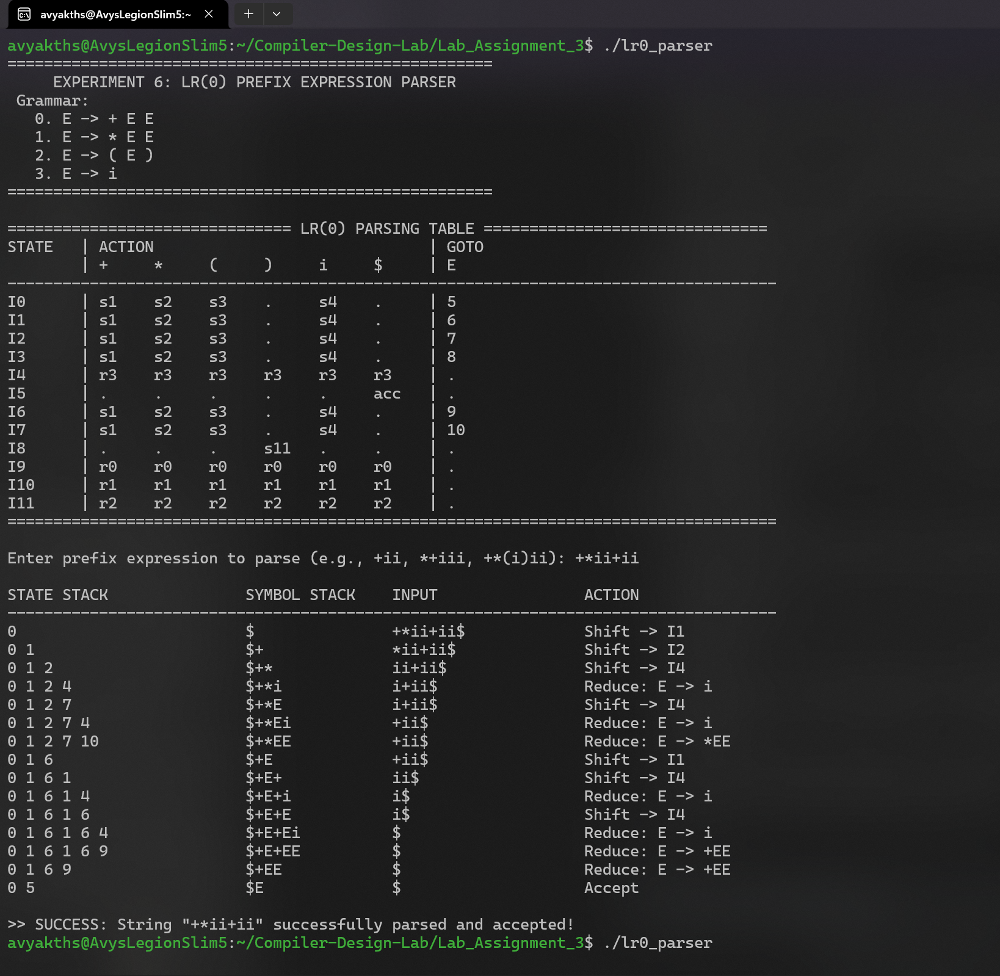 avyakths@AvysLegionSlim5:~
avyakths@AvysLegionSlim5:~/Compiler-Design-Lab/Lab_Assignment_3$ ./lr0_parser
=====================================================
     EXPERIMENT 6: LR(0) PREFIX EXPRESSION PARSER
 Grammar:
   0. E -> + E E
   1. E -> * E E
   2. E -> ( E )
   3. E -> i
=====================================================

=============================== LR(0) PARSING TABLE ===============================
STATE   | ACTION                              | GOTO
        | +     *     (     )     i     $     | E
------------------------------------------------------------------------------------
I0      | s1    s2    s3    .     s4    .     | 5
I1      | s1    s2    s3    .     s4    .     | 6
I2      | s1    s2    s3    .     s4    .     | 7
I3      | s1    s2    s3    .     s4    .     | 8
I4      | r3    r3    r3    r3    r3    r3    | .
I5      | .     .     .     .     .     acc   | .
I6      | s1    s2    s3    .     s4    .     | 9
I7      | s1    s2    s3    .     s4    .     | 10
I8      | .     .     .     s11   .     .     | .
I9      | r0    r0    r0    r0    r0    r0    | .
I10     | r1    r1    r1    r1    r1    r1    | .
I11     | r2    r2    r2    r2    r2    r2    | .
====================================================================================

Enter prefix expression to parse (e.g., +ii, *+iii, +*(i)ii): +*ii+ii

STATE STACK               SYMBOL STACK    INPUT                ACTION
------------------------------------------------------------------------------------
0                         $               +*ii+ii$             Shift -> I1
0 1                       $+              *ii+ii$              Shift -> I2
0 1 2                     $+*             ii+ii$               Shift -> I4
0 1 2 4                   $+*i            i+ii$                Reduce: E -> i
0 1 2 7                   $+*E            i+ii$                Shift -> I4
0 1 2 7 4                 $+*Ei           +ii$                 Reduce: E -> i
0 1 2 7 10                $+*EE           +ii$                 Reduce: E -> *EE
0 1 6                     $+E             +ii$                 Shift -> I1
0 1 6 1                   $+E+            ii$                  Shift -> I4
0 1 6 1 4                 $+E+i           i$                   Reduce: E -> i
0 1 6 1 6                 $+E+E           i$                   Shift -> I4
0 1 6 1 6 4               $+E+Ei          $                    Reduce: E -> i
0 1 6 1 6 9               $+E+EE          $                    Reduce: E -> +EE
0 1 6 9                   $+EE            $                    Reduce: E -> +EE
0 5                       $E              $                    Accept

>> SUCCESS: String "+*ii+ii" successfully parsed and accepted!
avyakths@AvysLegionSlim5:~/Compiler-Design-Lab/Lab_Assignment_3$ ./lr0_parser